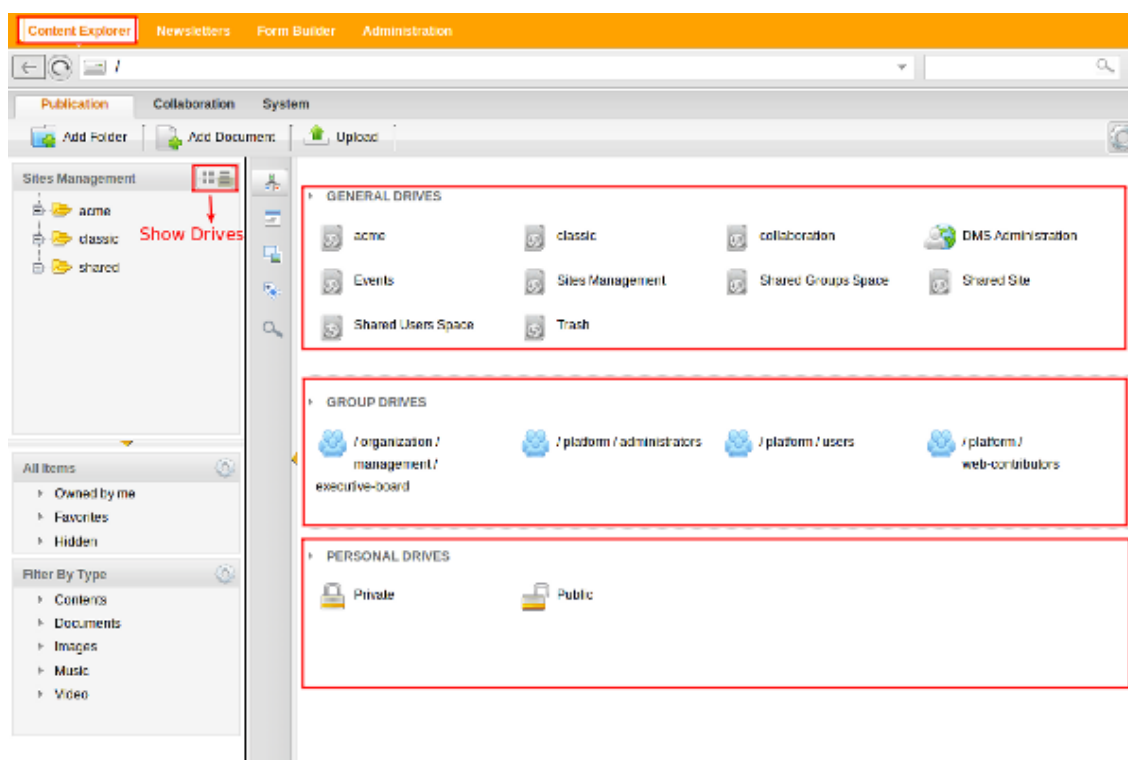 Content Explorer Newsletters Form Builder Administration
/
Publication Collaboration System
Add Folder Add Document Upload
Sites Management
acme
classic
shared
Show Drives
All Items
Owned by me
Favorites
Hidden
Filter By Type
Contents
Documents
Images
Music
Video
GENERAL DRIVES
acme classic collaboration DMS Administration
Events Sites Management Shared Groups Space Shared Site
Shared Users Space Trash
GROUP DRIVES
/ organization / / platform / administrators / platform / users / platform /
management / web-contributors
executive-board
PERSONAL DRIVES
Private Public